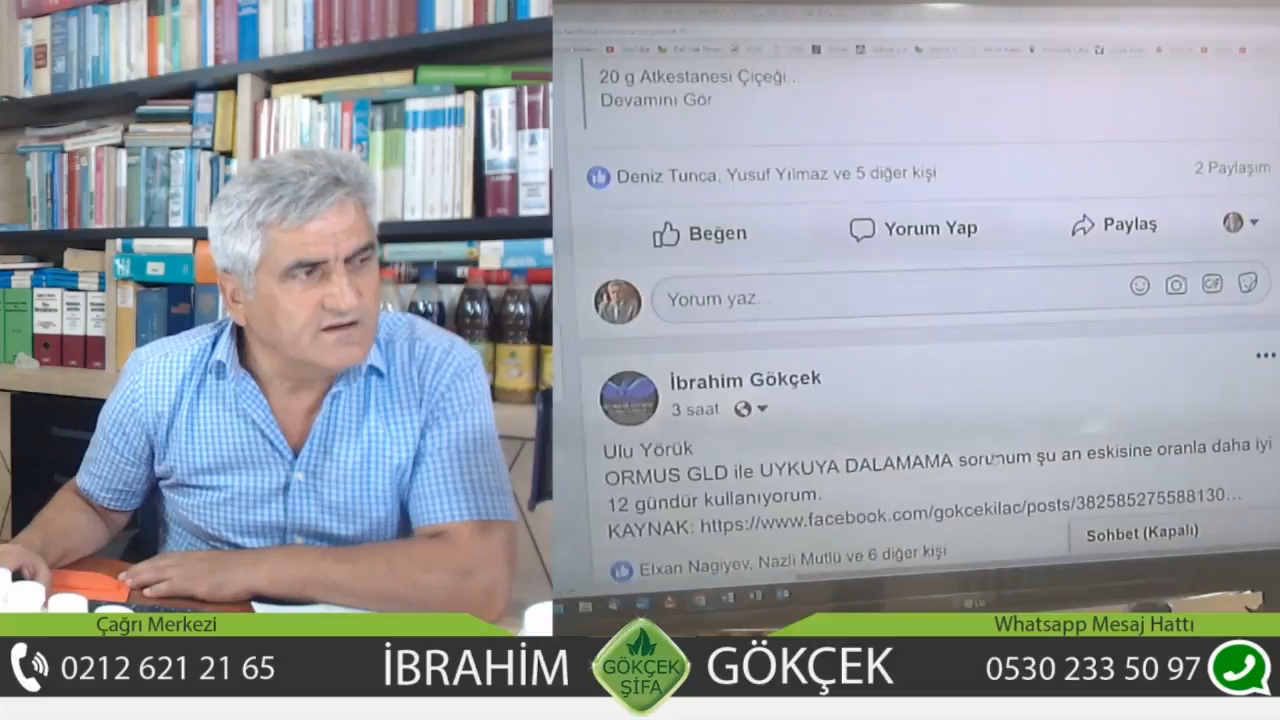 20 g Atkestanesi Çiçeği...
Devamını Gör
Deniz Tunca, Yusuf Yılmaz ve 5 diğer kişi
2 Paylaşım
Beğen
Yorum Yap
Paylaş
Yorum yaz...
GIF
İbrahim Gökçek
3 saat
Ulu Yörük
ORMUS GLD ile UYKUYA DALAMAMA sorunum şu an eskisine oranla daha iyi
12 gündür kullanıyorum.
KAYNAK: https://www.facebook.com/gokcekilac/posts/382585275588130...
Sohbet (Kapalı)
Elxan Nagıyev, Nazlı Mutlu ve 6 diğer kişi
LG
Çağrı Merkezi
Whatsapp Mesaj Hattı
0212 621 21 65
İBRAHİM
GÖKÇEK
ŞİFA
GÖKÇEK
0530 233 50 97